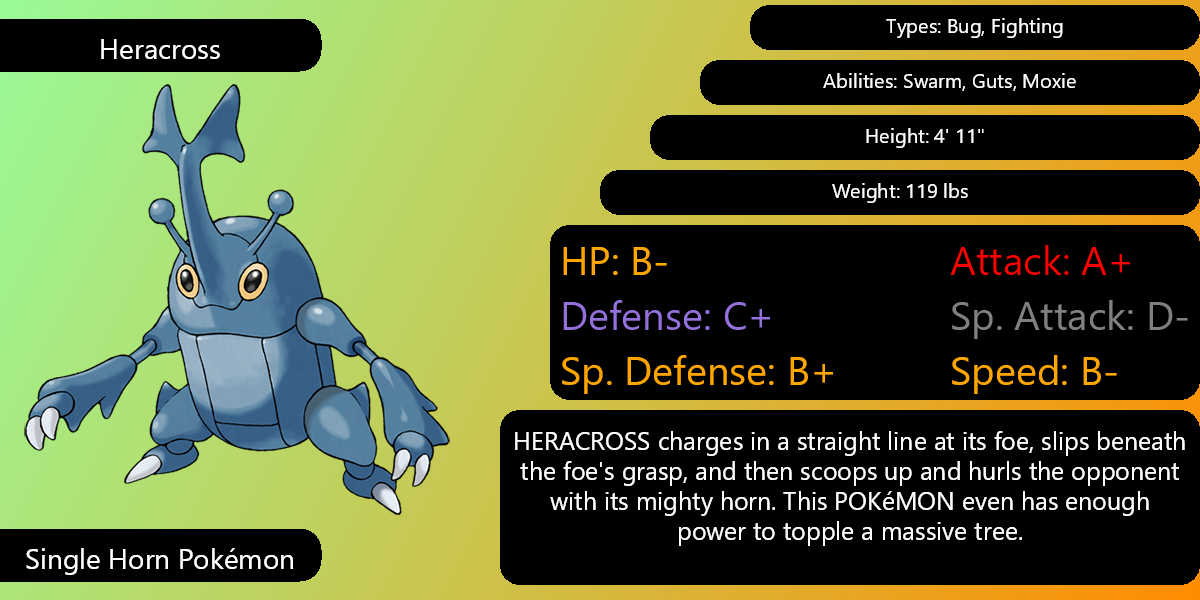 Heracross
Types: Bug, Fighting
Abilities: Swarm, Guts, Moxie
Height: 4' 11"
Weight: 119 lbs
HP: B-
Attack: A+
Defense: C+
Sp. Attack: D-
Sp. Defense: B+
Speed: B-
HERACROSS charges in a straight line at its foe, slips beneath
the foe's grasp, and then scoops up and hurls the opponent
with its mighty horn. This POKéMON even has enough
power to topple a massive tree.
Single Horn Pokémon